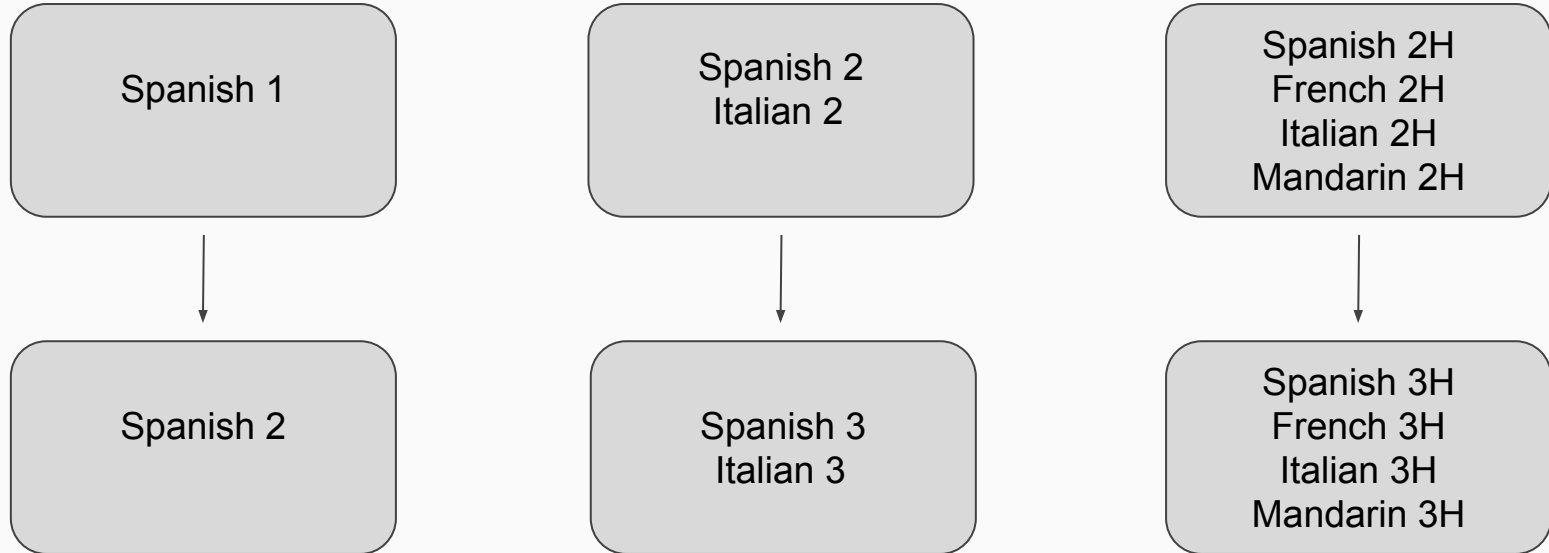 Spanish 1
Spanish 2
Italian 2
Spanish 2H
French 2H
Italian 2H
Mandarin 2H
Spanish 2
Spanish 3
Italian 3
Spanish 3H
French 3H
Italian 3H
Mandarin 3H